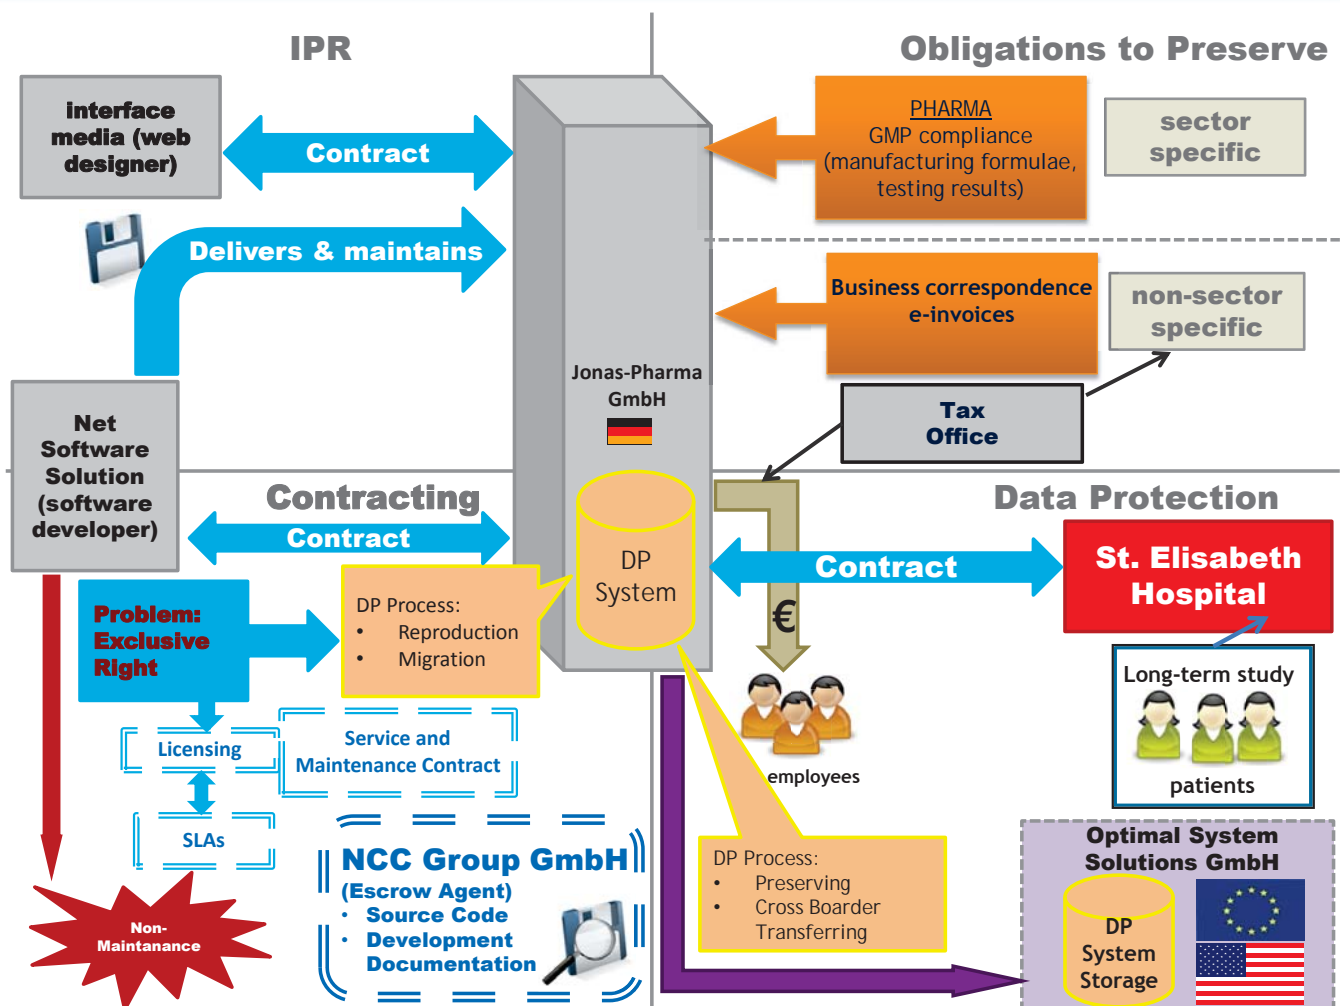 IPR
Obligations to Preserve
interface
media (web
designer)
Contract
PHARMA
GMP compliance
(manufacturing formulae,
testing results)
sector
specific
Delivers & maintains
Business correspondence
e-invoices
non-sector
specific
Jonas-Pharma
GmbH
Tax
Office
Net
Software
Solution
(software
developer)
Contracting
Contract
Data Protection
DP
System
Contract
St. Elisabeth
Hospital
Problem:
Exclusive
Right
DP Process:
• Reproduction
• Migration
€
Long-term study
patients
employees
Licensing
Service and
Maintenance Contract
SLAs
NCC Group GmbH
(Escrow Agent)
• Source Code
• Development
Documentation
Non-
Maintanance
DP Process:
• Preserving
• Cross Boarder
Transferring
Optimal System
Solutions GmbH
DP
System
Storage